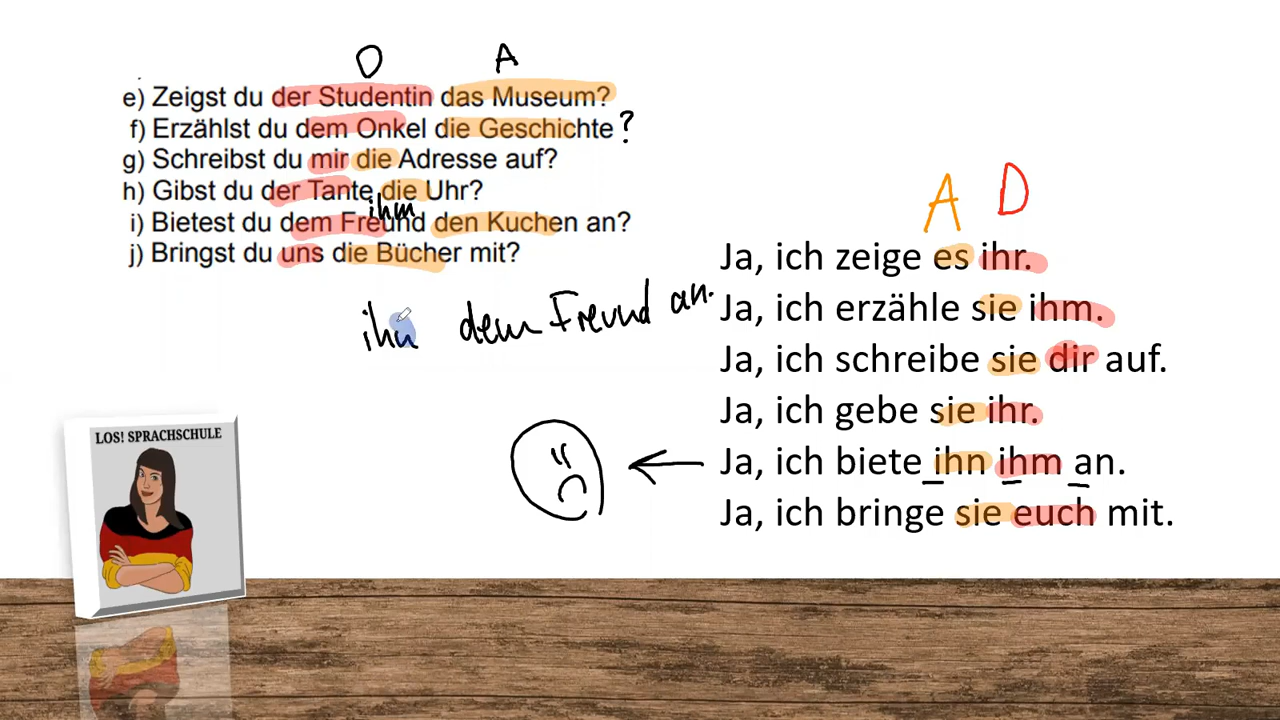 D A
e) Zeigst du der Studentin das Museum?
f) Erzählst du dem Onkel die Geschichte?
g) Schreibst du mir die Adresse auf?
h) Gibst du der Tante die Uhr?
ihm
i) Bietest du dem Freund den Kuchen an?
j) Bringst du uns die Bücher mit?
ihn dem Freund an.
A D
Ja, ich zeige es ihr.
Ja, ich erzähle sie ihm.
Ja, ich schreibe sie dir auf.
Ja, ich gebe sie ihr.
Ja, ich biete ihn ihm an.
Ja, ich bringe sie euch mit.
LOS! SPRACHSCHULE